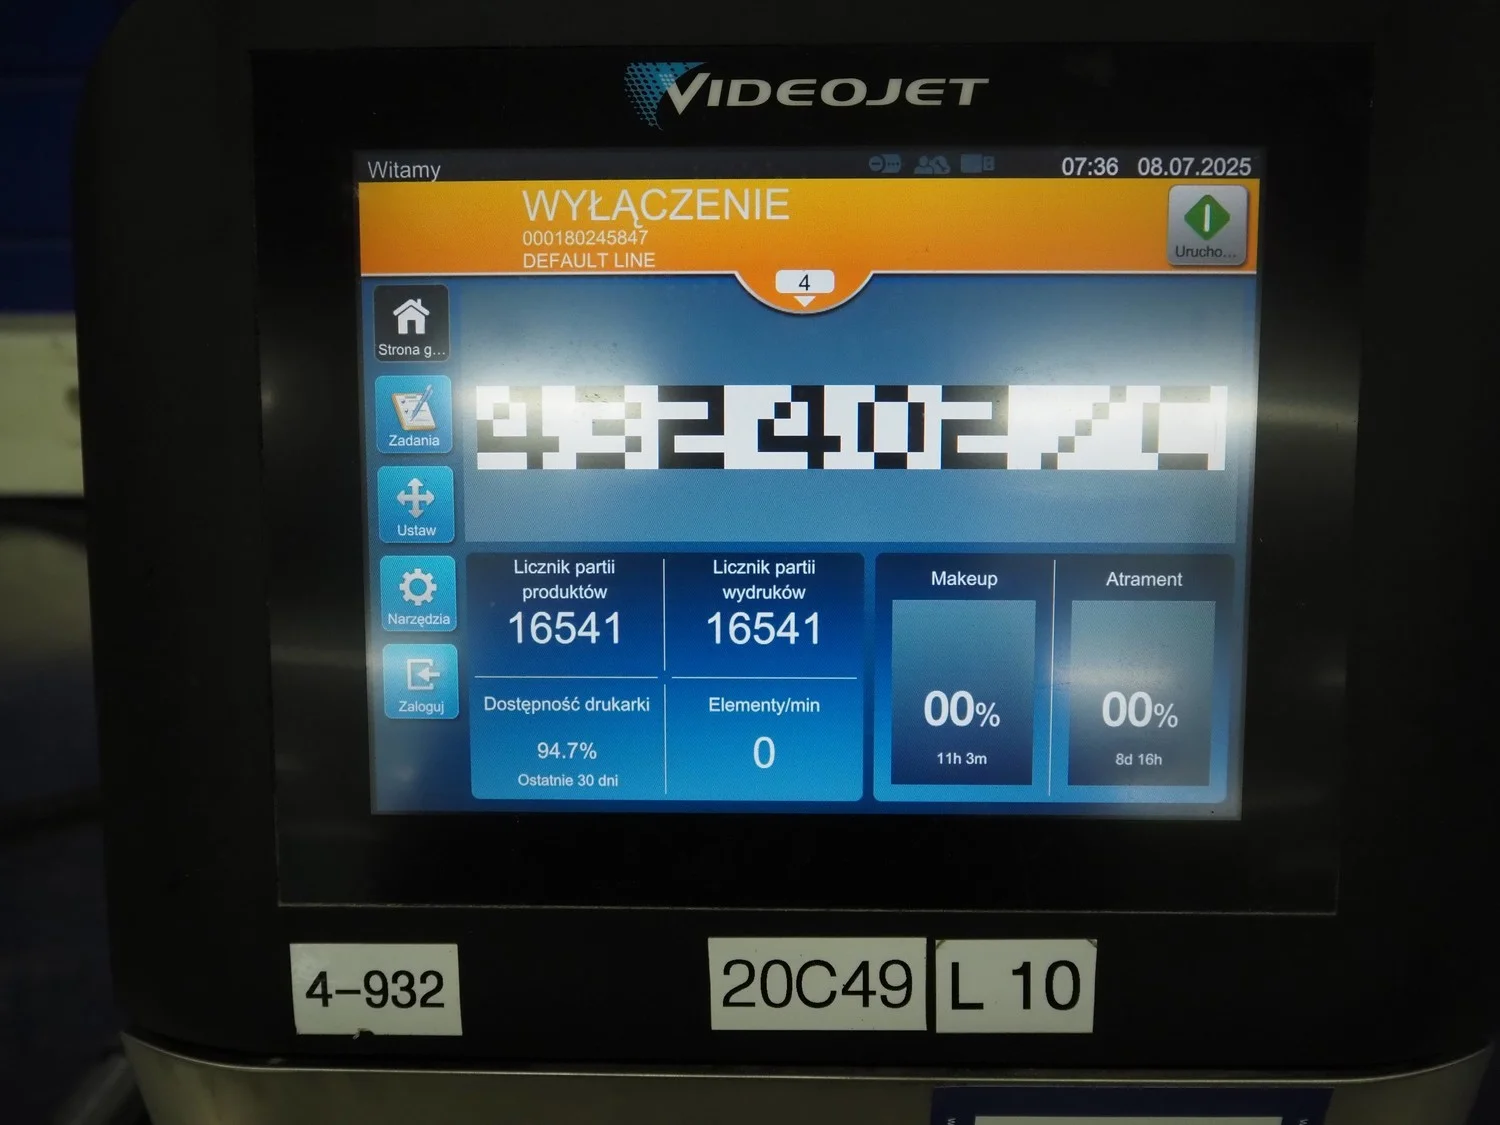 VIDEOJET
Witamy
07:36 08.07.2025
WYŁĄCZENIE
000180245847
DEFAULT LINE
Urucho...
4
Strona g...
Zadania
Ustaw
Narzędzia
Zaloguj
Licznik partii
produktów
16541
Licznik partii
wydruków
16541
Dostępność drukarki
94.7%
Ostatnie 30 dni
Elementy/min
0
Makeup
00%
11h 3m
Atrament
00%
8d 16h
4-932
20C49
L 10